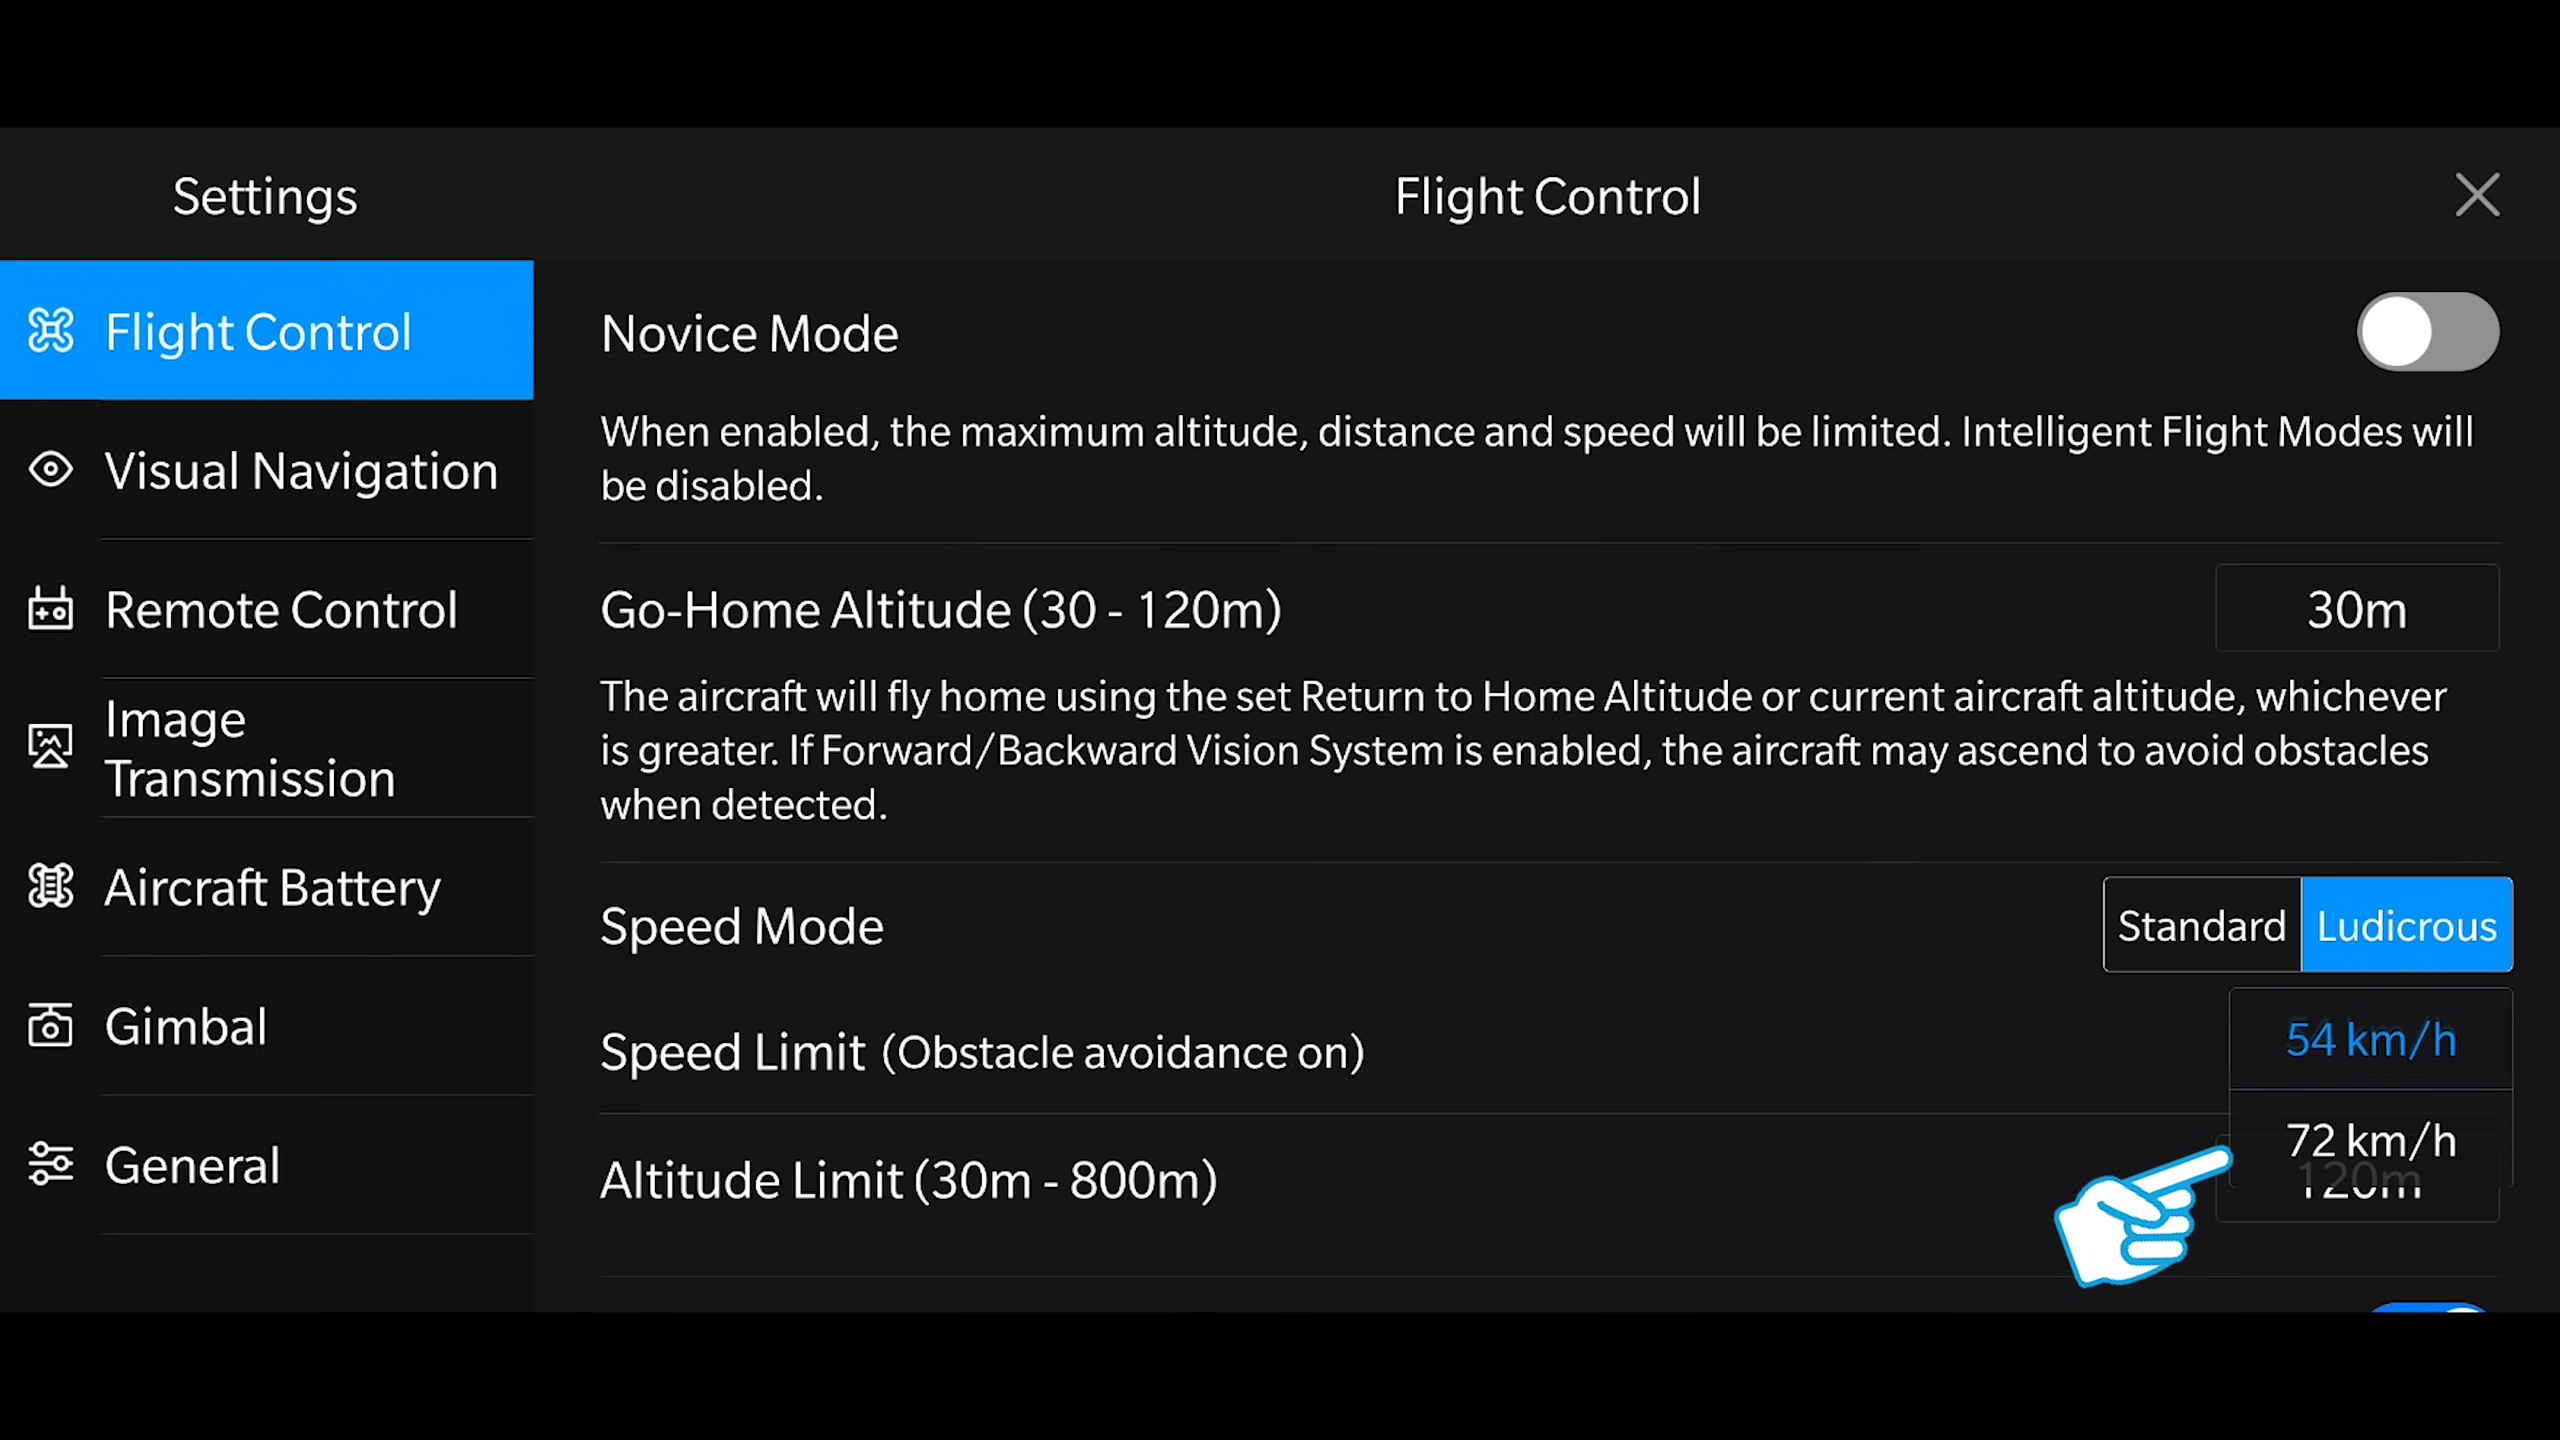 Settings
Flight Control
Flight Control
Visual Navigation
Remote Control
Image
Transmission
Aircraft Battery
Gimbal
General
Novice Mode
When enabled, the maximum altitude, distance and speed will be limited. Intelligent Flight Modes will
be disabled.
Go-Home Altitude (30 - 120m)
30m
The aircraft will fly home using the set Return to Home Altitude or current aircraft altitude, whichever
is greater. If Forward/Backward Vision System is enabled, the aircraft may ascend to avoid obstacles
when detected.
Speed Mode
Standard
Ludicrous
Speed Limit (Obstacle avoidance on)
54 km/h
72 km/h
Altitude Limit (30m - 800m)
120m